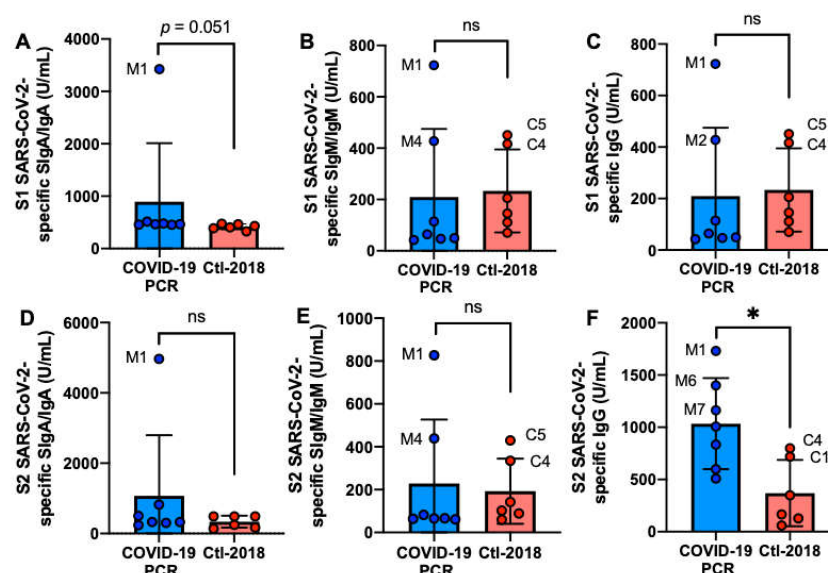 A
S1 SARS-CoV-2-
specific SIgA/IgA (U/mL)
4000
3000
2000
1000
0
p = 0.051
M1
COVID-19
PCR
Ctl-2018
B
S1 SARS-CoV-2-
specific SIgM/IgM (U/mL)
800
600
400
200
0
ns
M1
M4
C5
C4
COVID-19
PCR
Ctl-2018
C
S1 SARS-CoV-2-
specific IgG (U/mL)
800
600
400
200
0
ns
M1
M2
C5
C4
COVID-19
PCR
Ctl-2018
D
S2 SARS-CoV-2-
specific SIgA/IgA (U/mL)
6000
4000
2000
0
ns
M1
COVID-19
PCR
Ctl-2018
E
S2 SARS-CoV-2-
specific SIgM/IgM (U/mL)
1000
800
600
400
200
0
ns
M1
M4
C5
C4
COVID-19
PCR
Ctl-2018
F
S2 SARS-CoV-2-
specific IgG (U/mL)
2000
1500
1000
500
0
*
M1
M6
M7
C4
C1
COVID-19
PCR
Ctl-2018